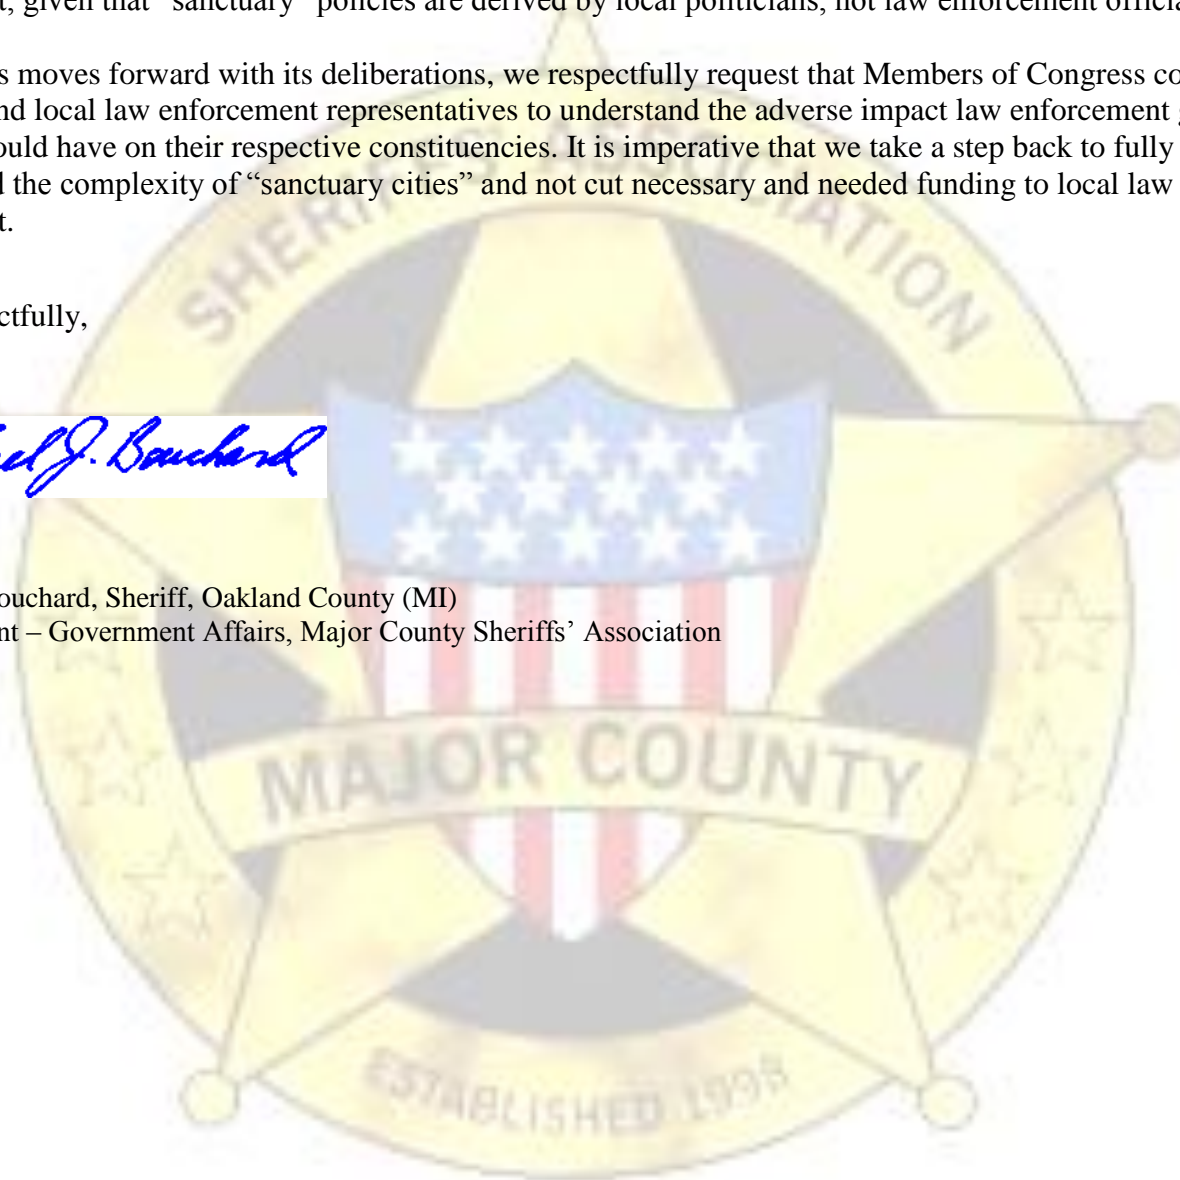 t, given that “sanctuary” policies are derived by local politicians, not law enforcement officia
s moves forward with its deliberations, we respectfully request that Members of Congress co
nd local law enforcement representatives to understand the adverse impact law enforcement g
ould have on their respective constituencies. It is imperative that we take a step back to fully
d the complexity of “sanctuary cities” and not cut necessary and needed funding to local law
t.
ctfully,
el J. Bouchard
ouchard, Sheriff, Oakland County (MI)
nt – Government Affairs, Major County Sheriffs’ Association
SHERIFFS' ASSOCIATION
MAJOR COUNTY
ESTABLISHED 1998